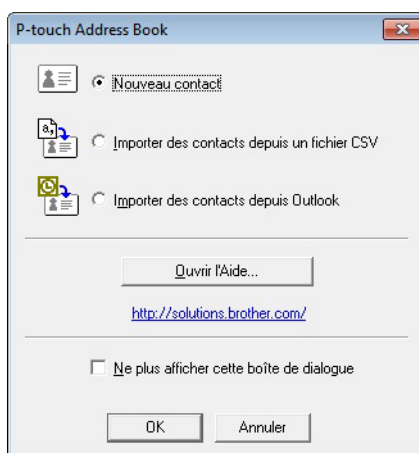 P-touch Address Book
Nouveau contact
a,
Importer des contacts depuis un fichier CSV
Importer des contacts depuis Outlook
Ouvrir l'Aide...
http://solutions.brother.com/
Ne plus afficher cette boîte de dialogue
OK
Annuler